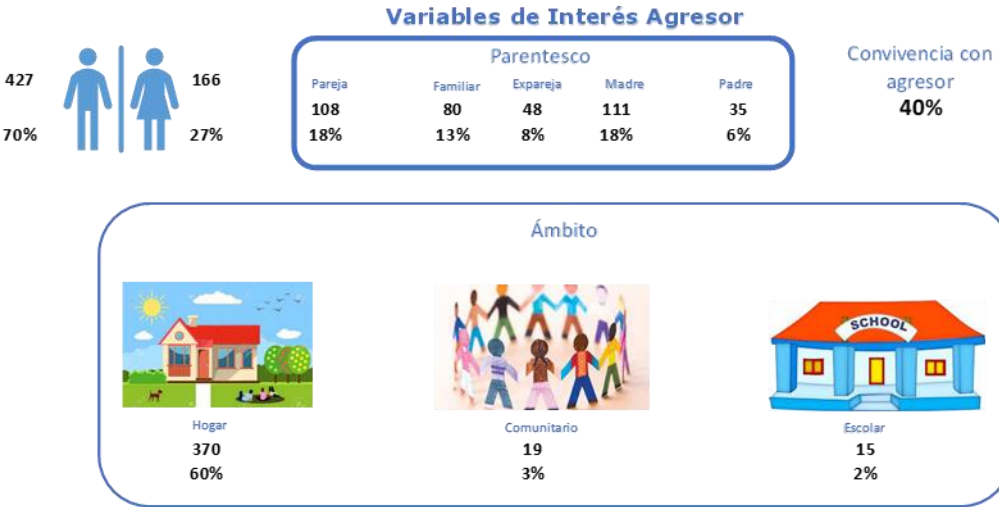 Variables de Interés Agresor
427
70%
166
27%
Parentesco
Pareja Familiar Expareja Madre Padre
108 80 48 111 35
18% 13% 8% 18% 6%
Convivencia con
agresor
40%
Ámbito
SCHOOL
Hogar Comunitario Escolar
370 19 15
60% 3% 2%